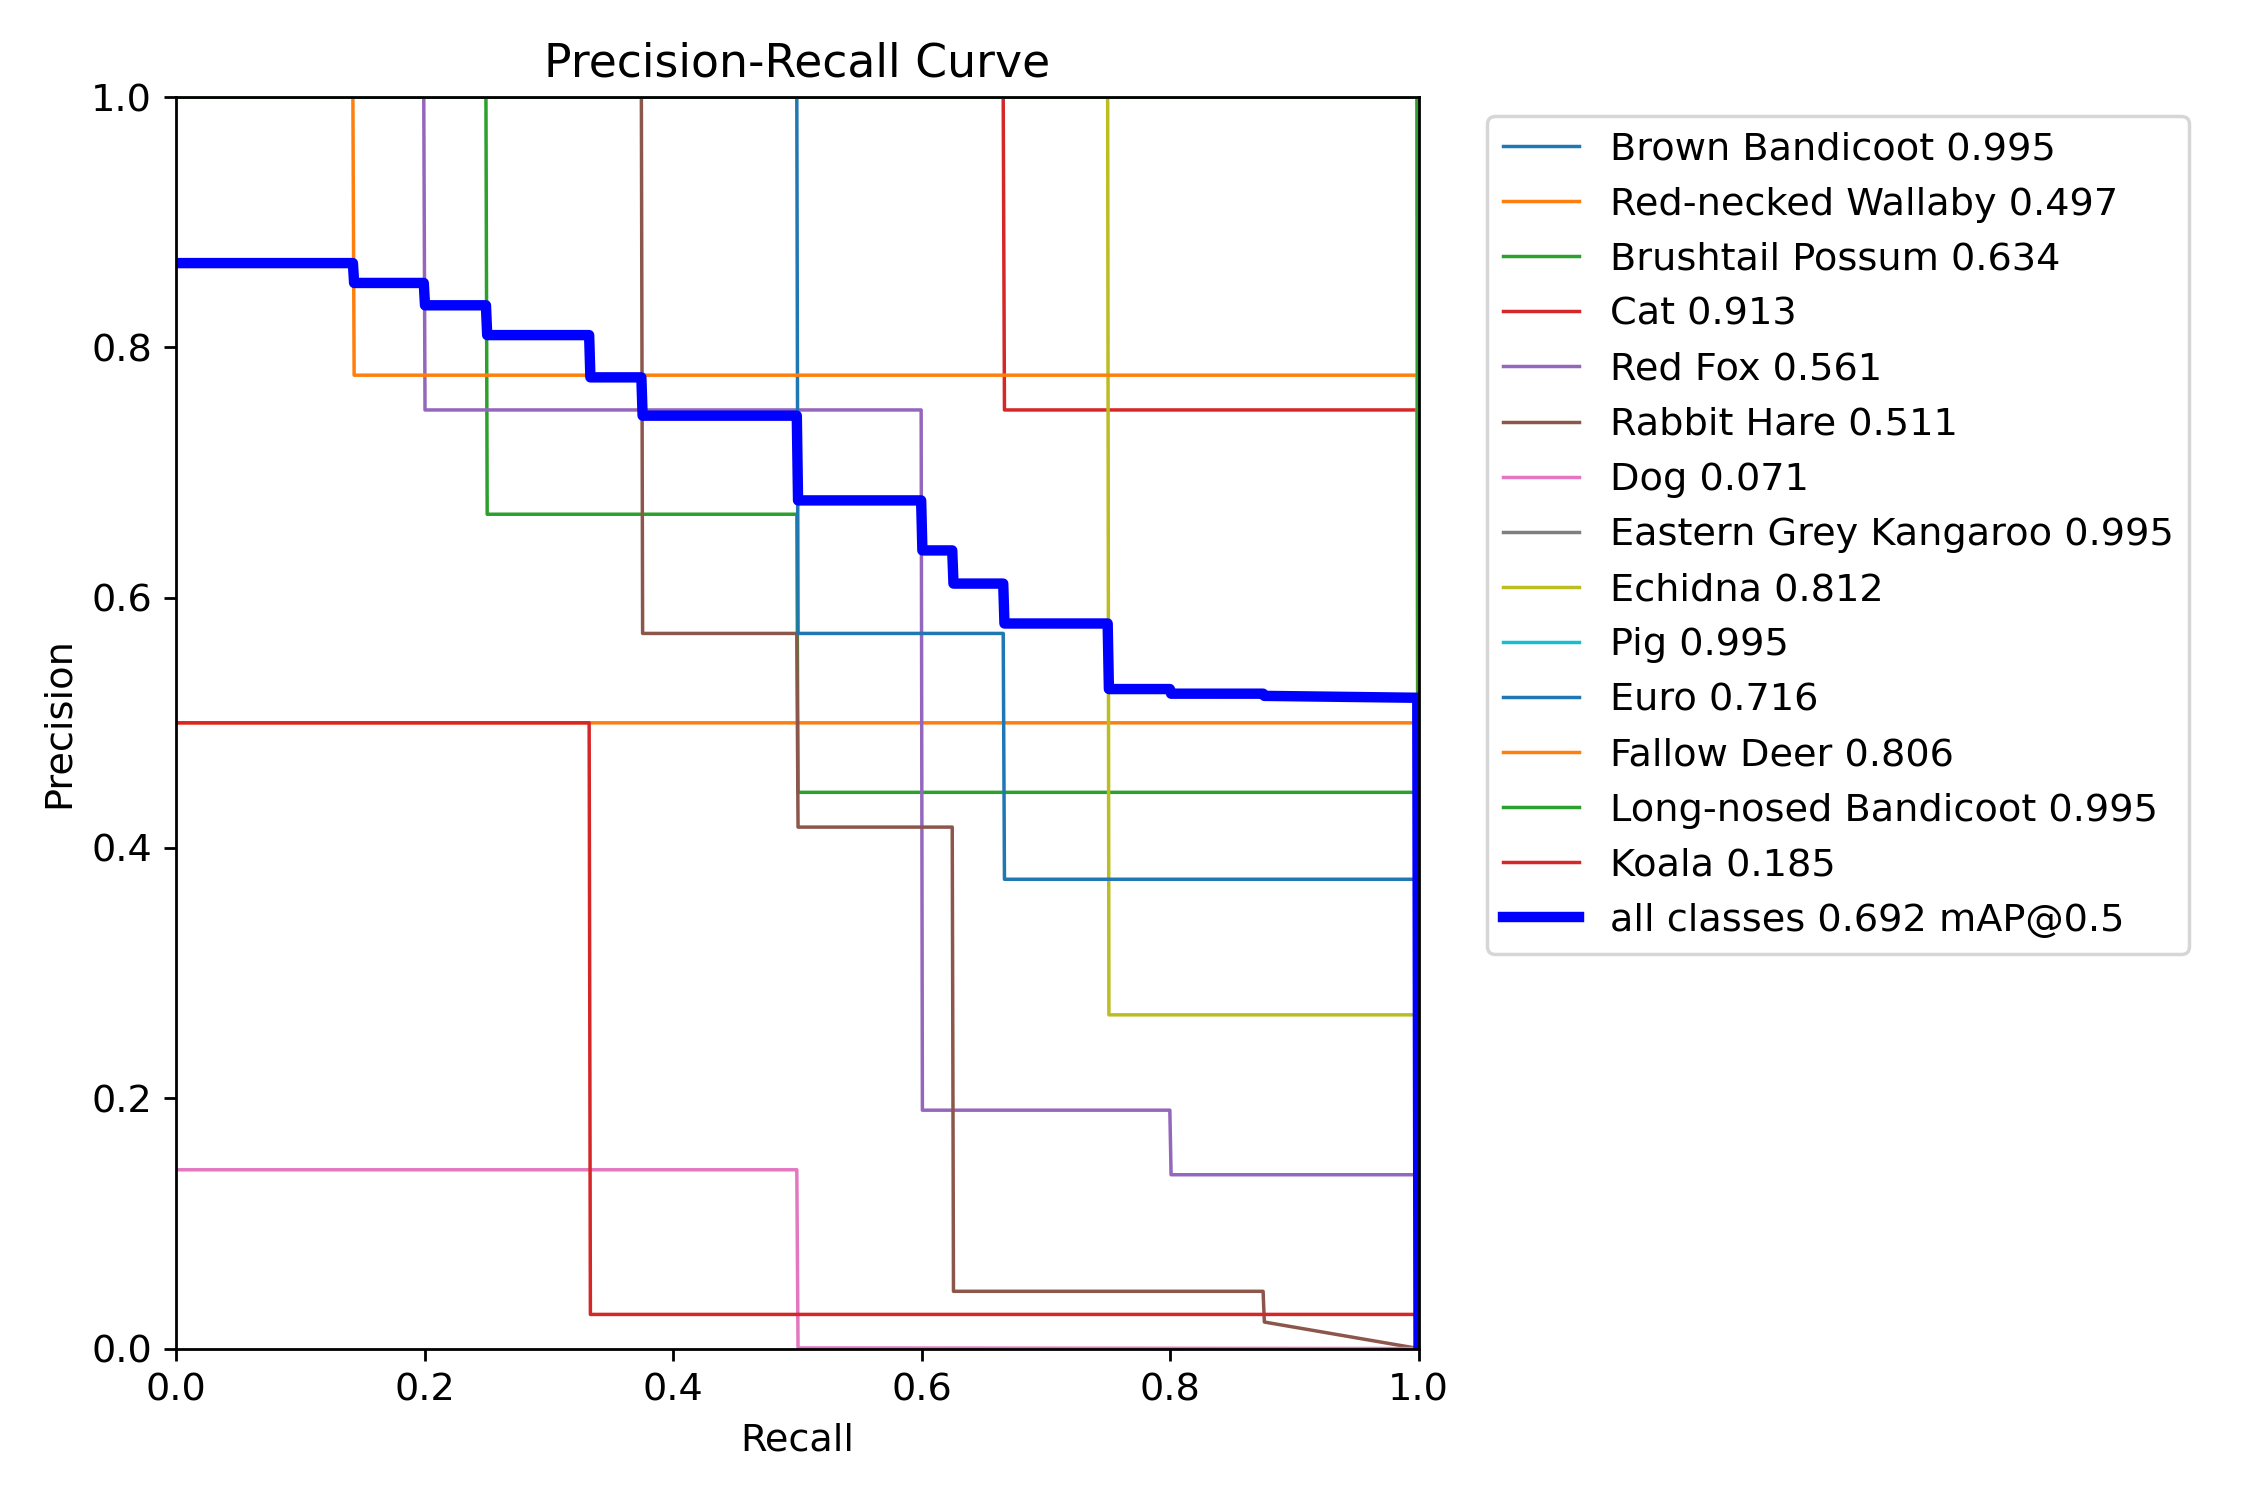 Precision-Recall Curve
1.0
0.8
0.6
0.4
0.2
0.0
Precision
0.0 0.2 0.4 0.6 0.8 1.0
Recall
Brown Bandicoot 0.995
Red-necked Wallaby 0.497
Brushtail Possum 0.634
Cat 0.913
Red Fox 0.561
Rabbit Hare 0.511
Dog 0.071
Eastern Grey Kangaroo 0.995
Echidna 0.812
Pig 0.995
Euro 0.716
Fallow Deer 0.806
Long-nosed Bandicoot 0.995
Koala 0.185
all classes 0.692 mAP@0.5